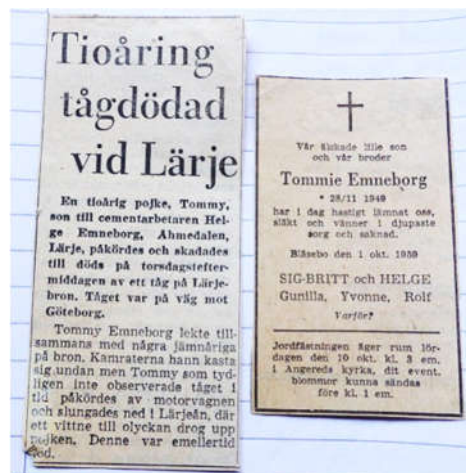 Tioåring
tågdödad
vid Lärje
En tioårig pojke, Tommy,
son till cementarbetaren Hel-
ge Emneborg, Ahmedalen,
Lärje, påkördes och skadades
till döds på torsdagsefter-
middagen av ett tåg på Lärje-
bron. Tåget var på väg mot
Göteborg.
Tommy Emneborg lekte till-
sammans med några jämnåriga
på bron. Kamraterna hann kasta
sig undan men Tommy som tyd-
ligen inte observerade tåget i
tid påkördes av motorvagnen
och slungades ned i Lärjeån, där
ett vittne till olyckan drog upp
pojken. Denne var emellertid
död.
Vår älskade lille son
och vår broder
Tommie Emneborg
* 28/11 1949
har i dag hastigt lämnat oss,
släkt och vänner i djupaste
sorg och saknad.
Blåsebo den 1 okt. 1959
SIG-BRITT och HELGE
Gunilla, Yvonne, Rolf
Varför?
Jordfästningen äger rum lör-
dagen den 10 okt. kl. 3 em.
i Angereds kyrka, dit event.
blommor kunna sändas
före kl. 1 em.